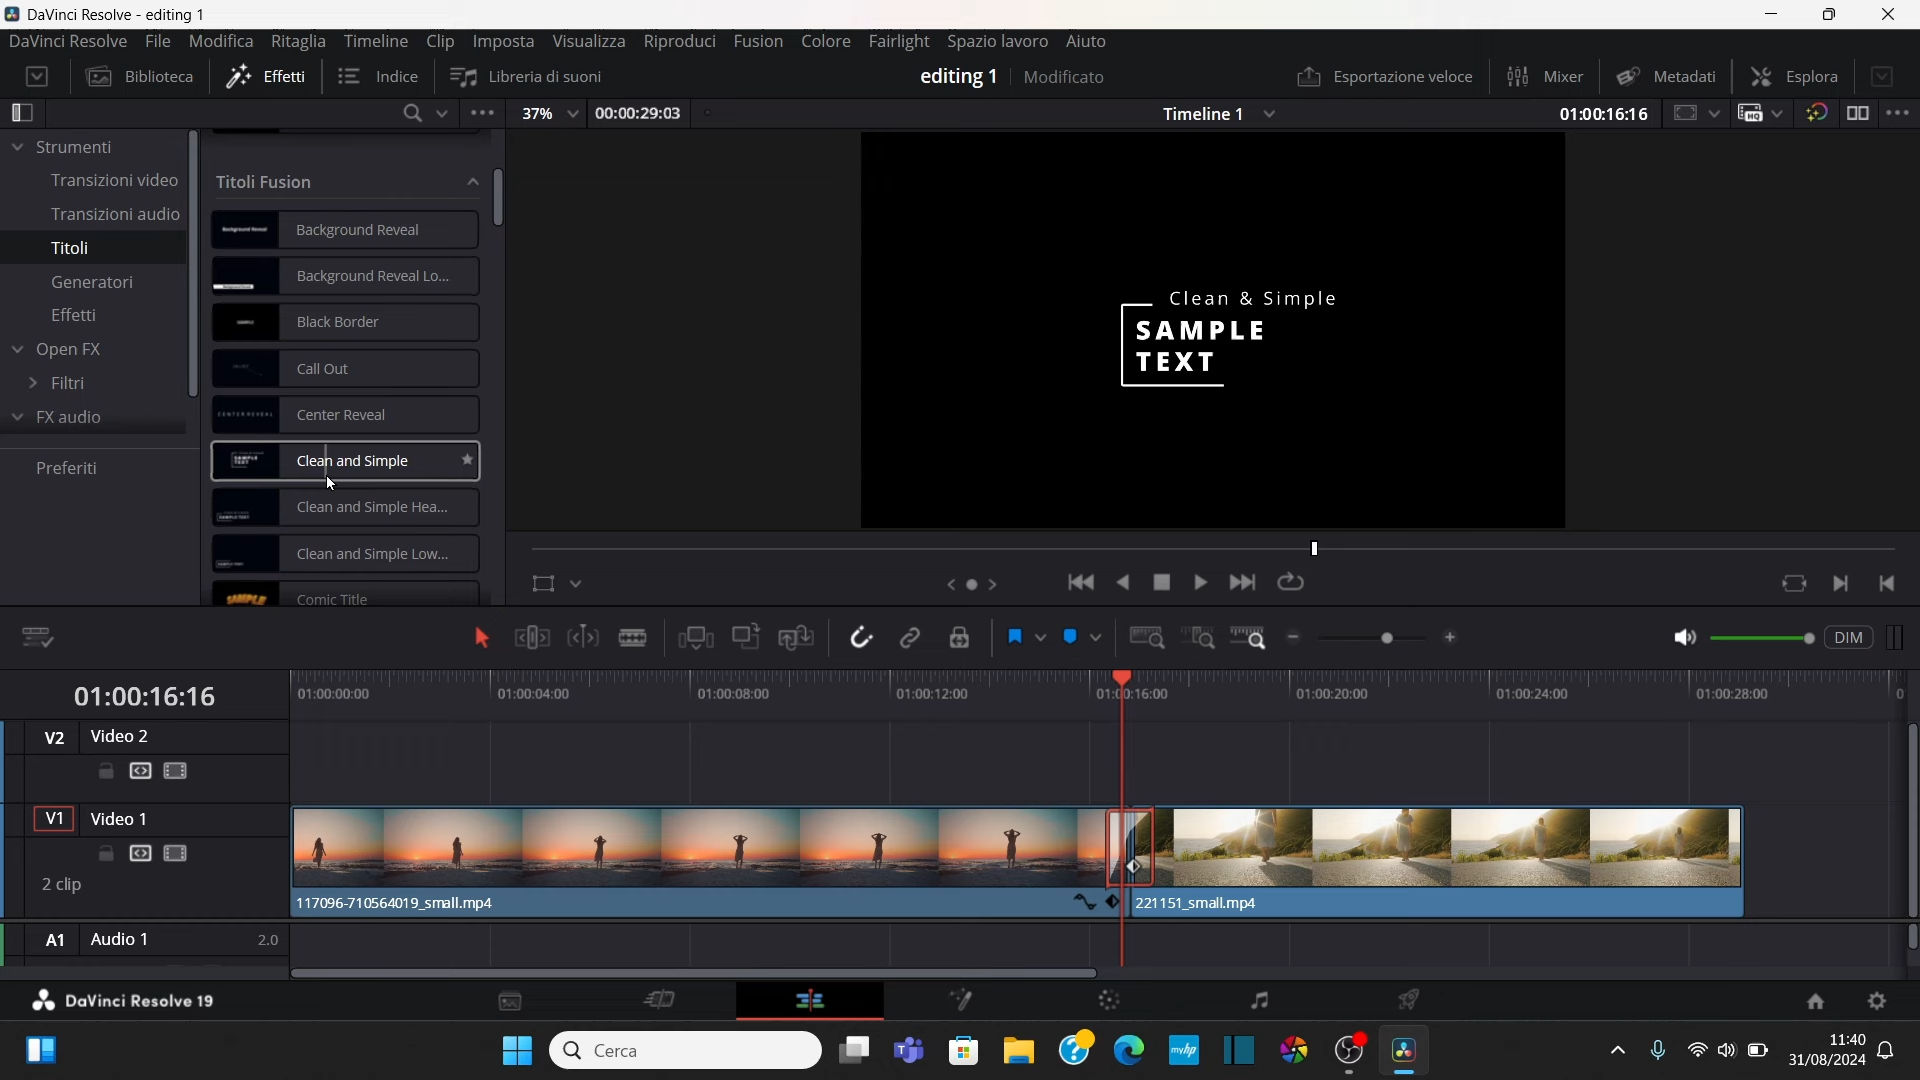 DaVinci Resolve - editing 1
DaVinci Resolve File Modifica Ritaglia Timeline Clip Imposta Visualizza Riproduci Fusion Colore Fairlight Spazio lavoro Aiuto
Biblioteca Effetti Indice Libreria di suoni editing 1 Modificato Esportazione veloce Mixer Metadati Esplora
37% 00:00:29:03 Timeline 1 01:00:16:16
Strumenti
Transizioni video
Transizioni audio
Titoli
Generatori
Effetti
Open FX
Filtri
FX audio
Preferiti
Titoli Fusion
Background Reveal
Background Reveal Lo...
Black Border
Call Out
Center Reveal
Clean and Simple
Clean and Simple Hea...
Clean and Simple Low...
Comic Title
Clean & Simple
SAMPLE
TEXT
DIM
01:00:16:16
01:00:00:00 01:00:04:00 01:00:08:00 01:00:12:00 01:00:16:00 01:00:20:00 01:00:24:00 01:00:28:00
V2 Video 2
V1 Video 1
2 clip
117096-710564019_small.mp4
221151_small.mp4
A1 Audio 1 2.0
DaVinci Resolve 19
Cerca
11:40
31/08/2024